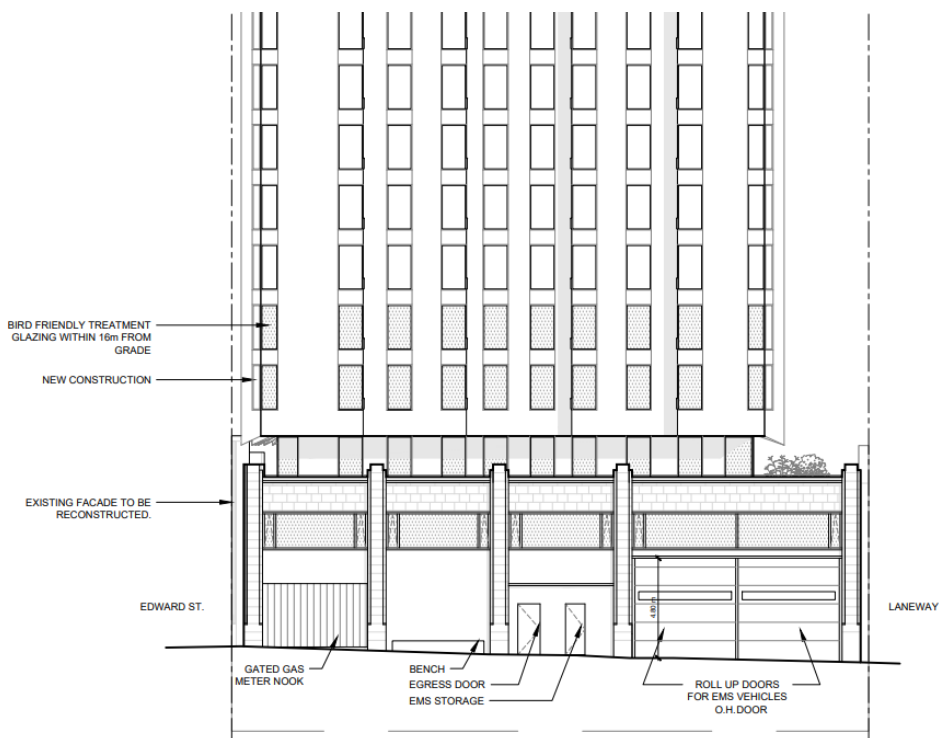 BIRD FRIENDLY TREATMENT
GLAZING WITHIN 16m FROM
GRADE
NEW CONSTRUCTION
EXISTING FACADE TO BE
RECONSTRUCTED.
EDWARD ST.
4.80 m
LANEWAY
GATED GAS
METER NOOK
BENCH
EGRESS DOOR
EMS STORAGE
ROLL UP DOORS
FOR EMS VEHICLES
O.H.DOOR